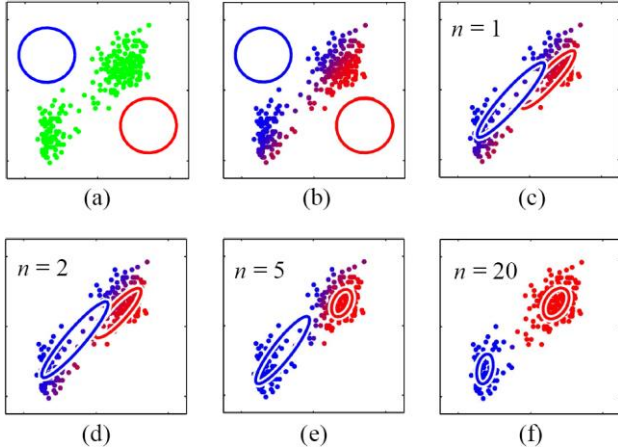 (a)
(b)
n = 1
(c)
n = 2
(d)
n = 5
(e)
n = 20
(f)